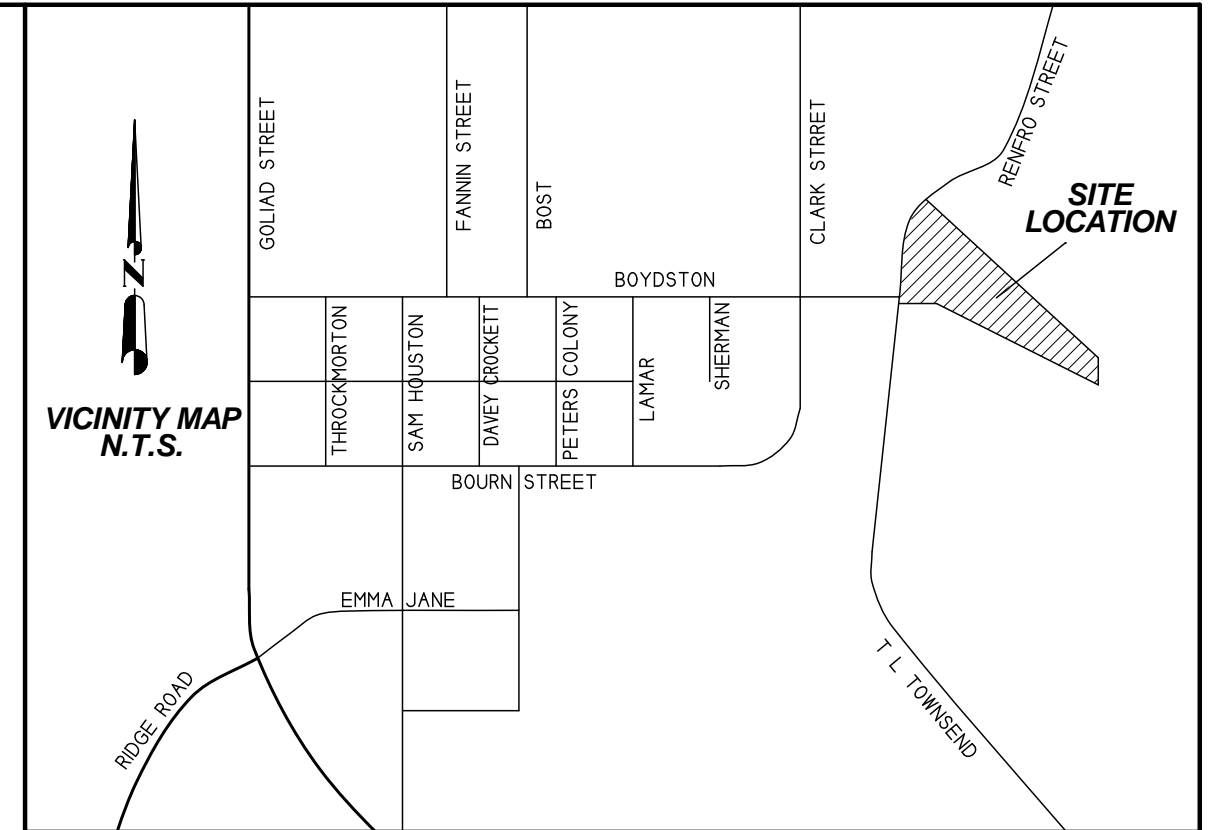 GOLIAD STREET
FANNIN STREET
BOST
CLARK STRRET
RENFRO STREET
SITE
LOCATION
N
BOYDSTON
THROCKMORTON
SAM HOUSTON
DAVEY CROCKETT
PETERS COLONY
LAMAR
SHERMAN
VICINITY MAP
N.T.S.
BOURN STREET
EMMA JANE
RIDGE ROAD
T L TOWNSEND